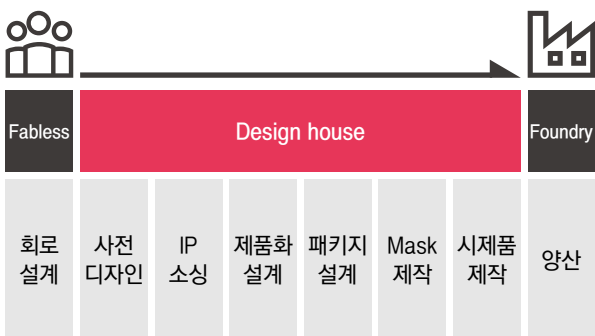 Fabless
Design house
Foundry
회로
설계
사전
디자인
IP
소싱
제품화
설계
패키지
설계
Mask
제작
시제품
제작
양산